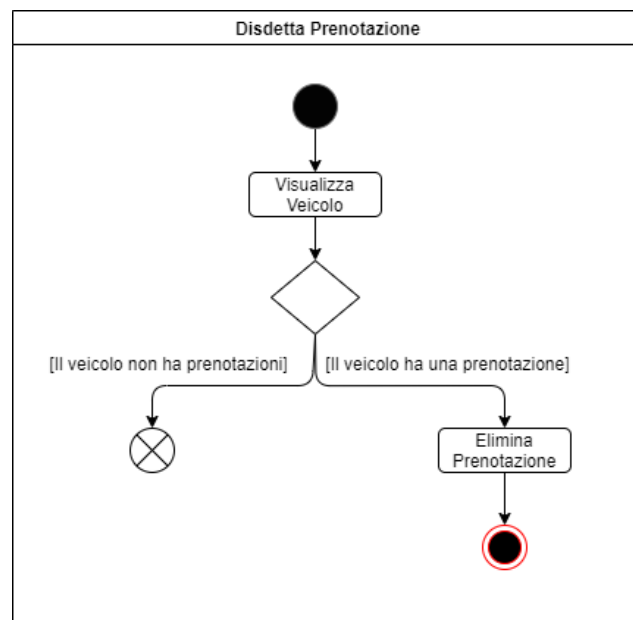 Disdetta Prenotazione
Visualizza
Veicolo
[Il veicolo non ha prenotazioni]
[Il veicolo ha una prenotazione]
Elimina
Prenotazione